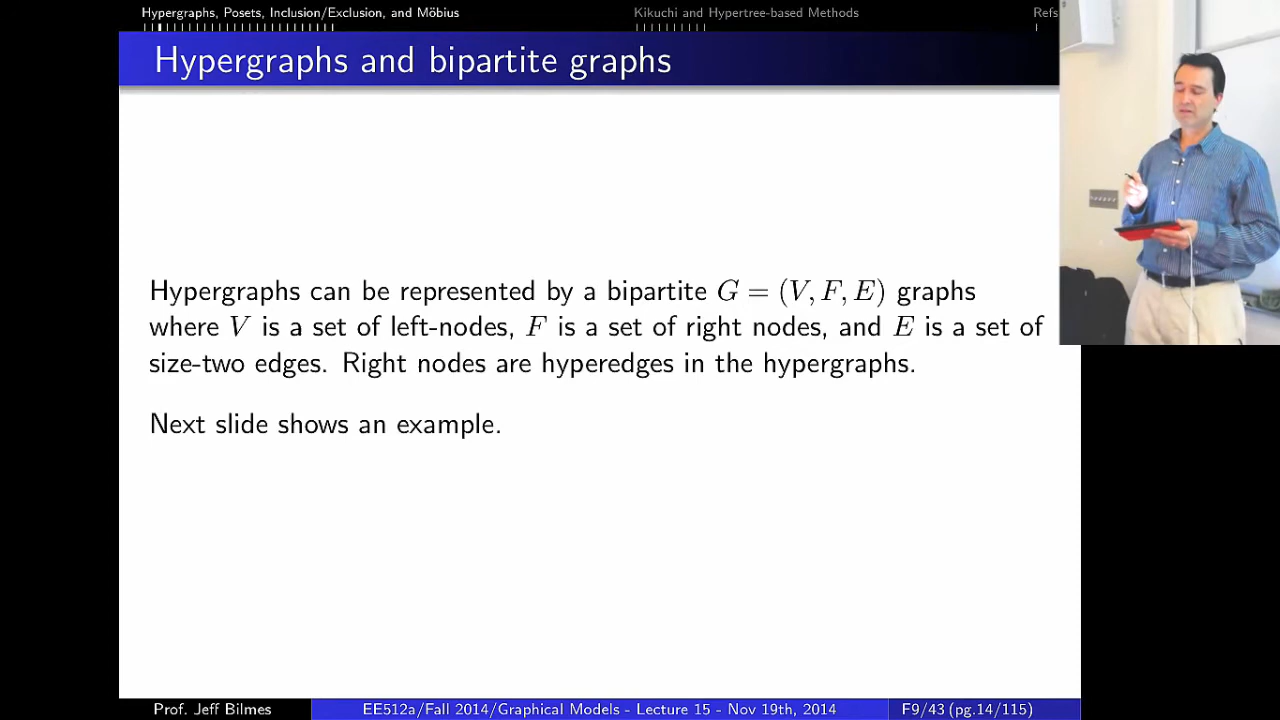 Hypergraphs, Posets, Inclusion/Exclusion, and Möbius
Kikuchi and Hypertree-based Methods
Refs
Hypergraphs and bipartite graphs
Hypergraphs can be represented by a bipartite G = (V, F, E) graphs
where V is a set of left-nodes, F is a set of right nodes, and E is a set of
size-two edges. Right nodes are hyperedges in the hypergraphs.
Next slide shows an example.
Prof. Jeff Bilmes
EE512a/Fall 2014/Graphical Models - Lecture 15 - Nov 19th, 2014
F9/43 (pg.14/115)